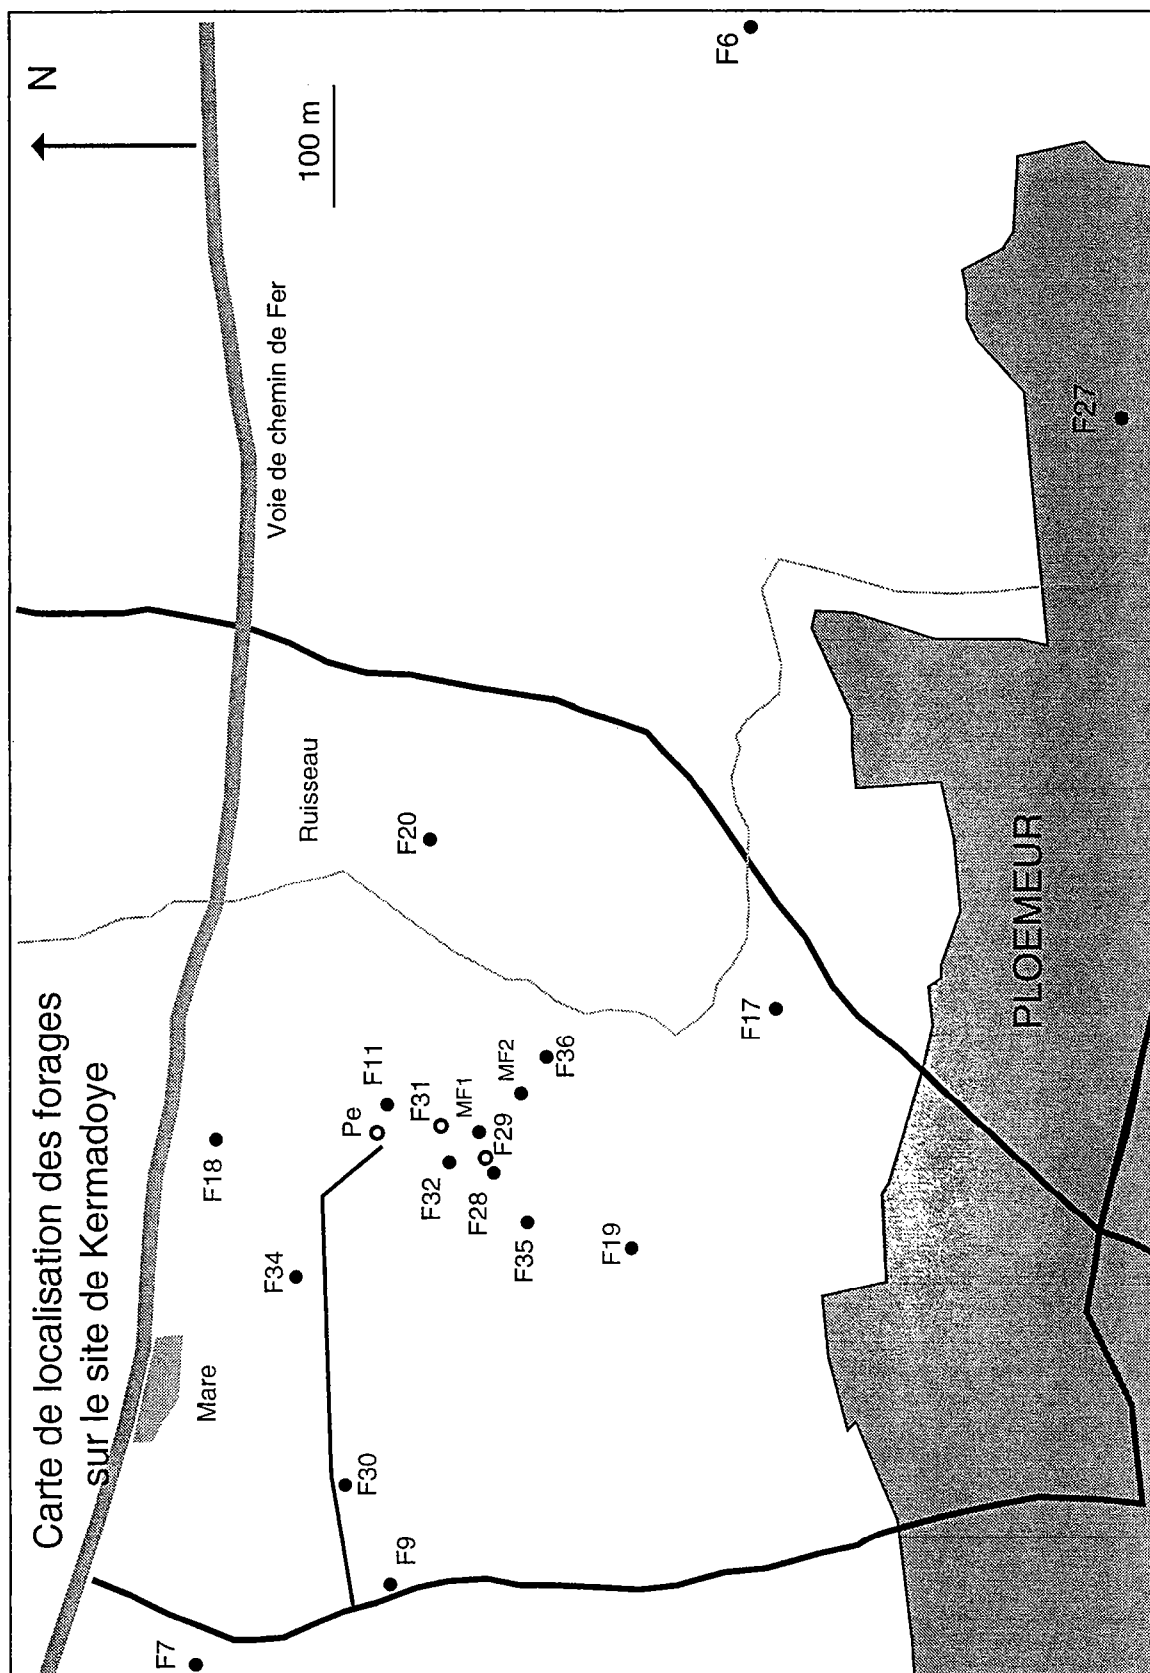 Carte de localisation des forages
sur le site de Kermadoye
N
100 m
Voie de chemin de Fer
Mare
Ruisseau
F7
F18
F34
F30
F9
Pe
F11
F20
F31
F32
MF1
MF2
F29
F28
F36
F35
F19
F17
F6
F27
PLOEMEUR